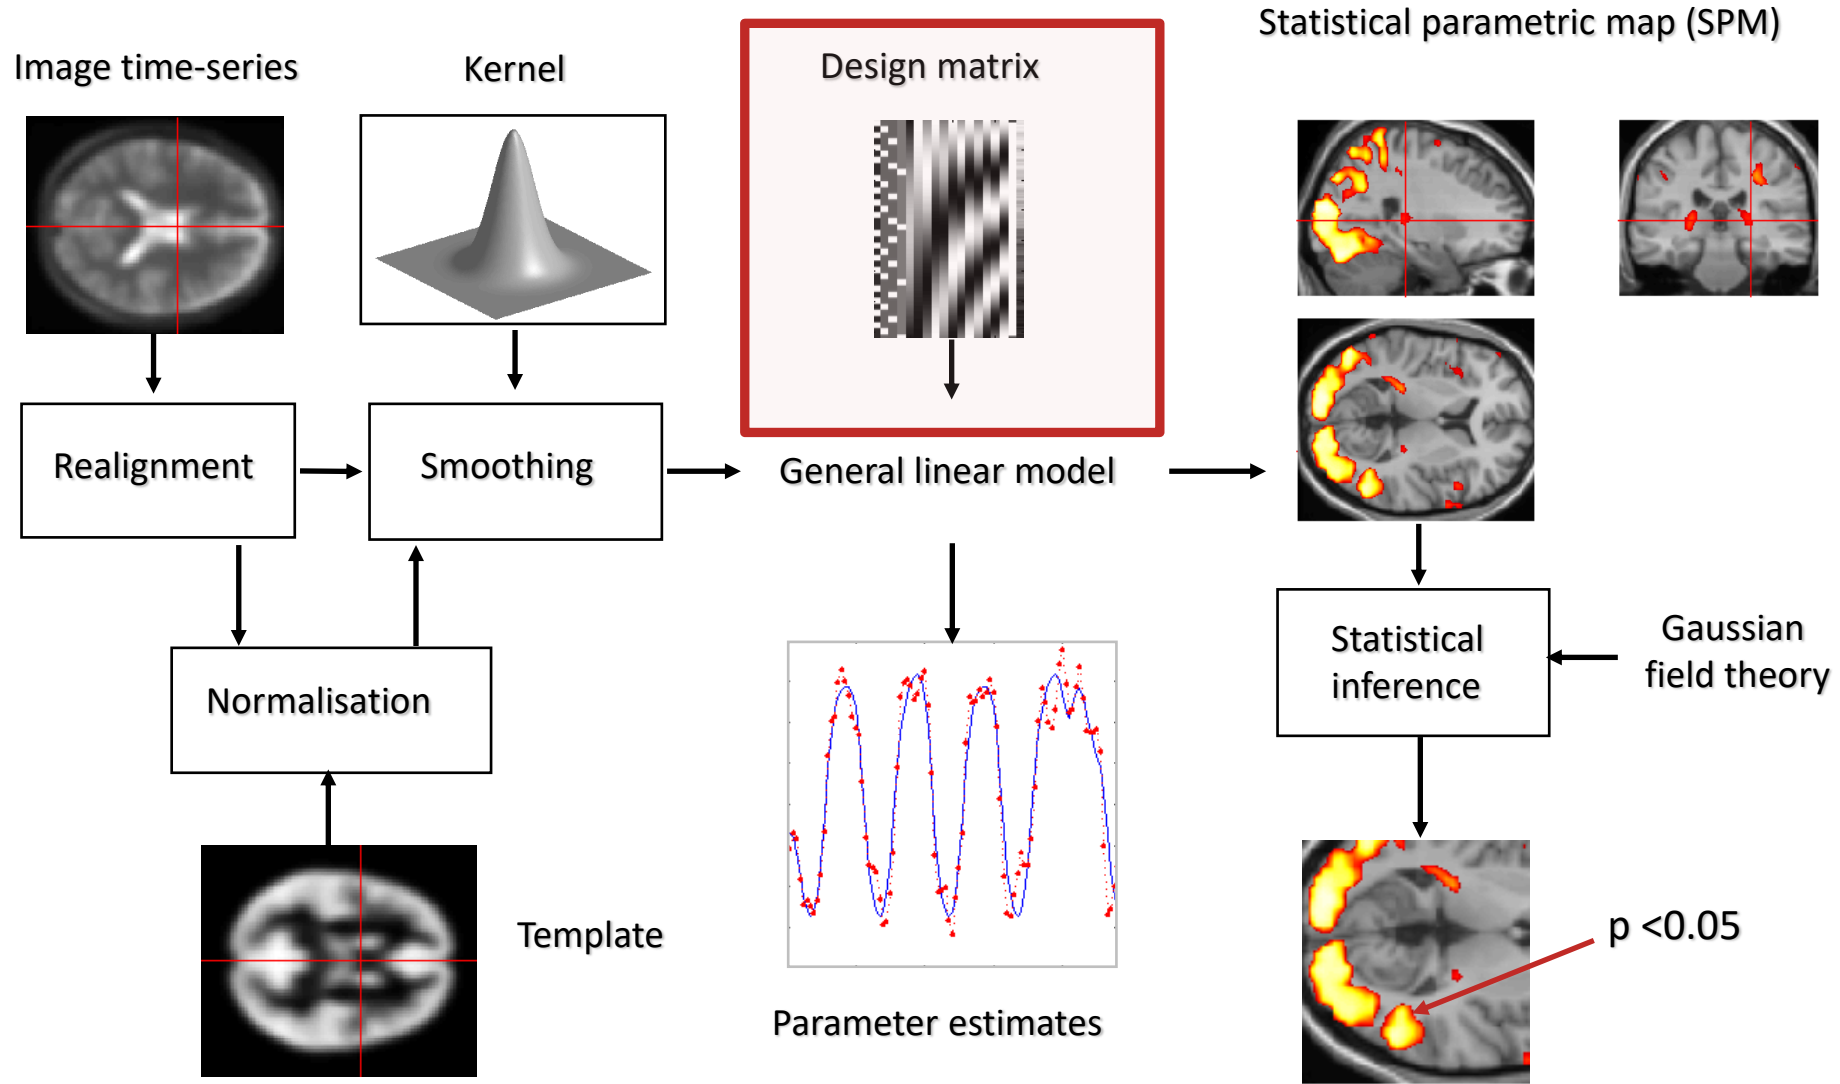 Image time-series
Kernel
Design matrix
Statistical parametric map (SPM)
Realignment
Smoothing
General linear model
Normalisation
Statistical
inference
Gaussian
field theory
Template
Parameter estimates
p <0.05